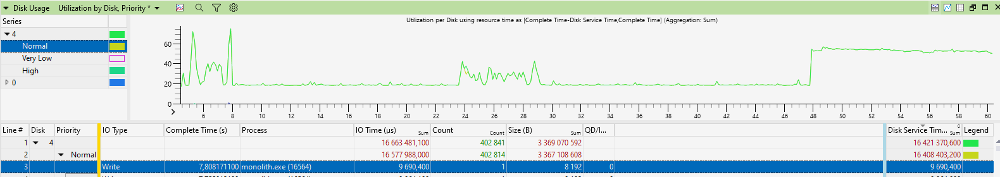 Disk Usage Utilization by Disk, Priority *
Series
4
Normal
Very Low
High
0
Utilization per Disk using resource time as [Complete Time-Disk Service Time,Complete Time] (Aggregation: Sum)
60
40
20
0
6 8 10 12 14 16 18 20 22 24 26 28 30 32 34 36 38 40 42 44 46 48 50 52 54 56 58 60
Line # Disk Priority IO Type Complete Time (s) Process IO Time (µs) Sum Count Count Size (B) Sum QD/I... Disk Service Tim... 0 Sum Legend
1 4 16 663 481,100 402 841 3 369 070 592 16 421 370,600
2 Normal 16 577 988,000 402 814 3 367 108 608 16 408 403,200
3 Write 7,808171100 monolith.exe (16564) 9 690,400 1 8 192 0 9 690,400